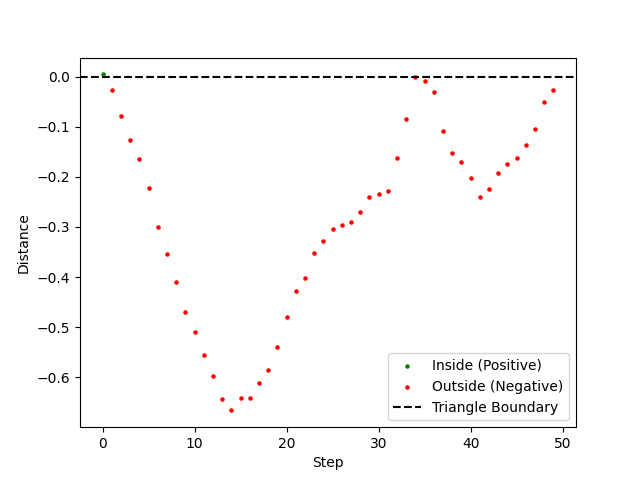 0.0
−0.1
−0.2
−0.3
−0.4
−0.5
−0.6
Distance
Inside (Positive)
Outside (Negative)
Triangle Boundary
0 10 20 30 40 50
Step